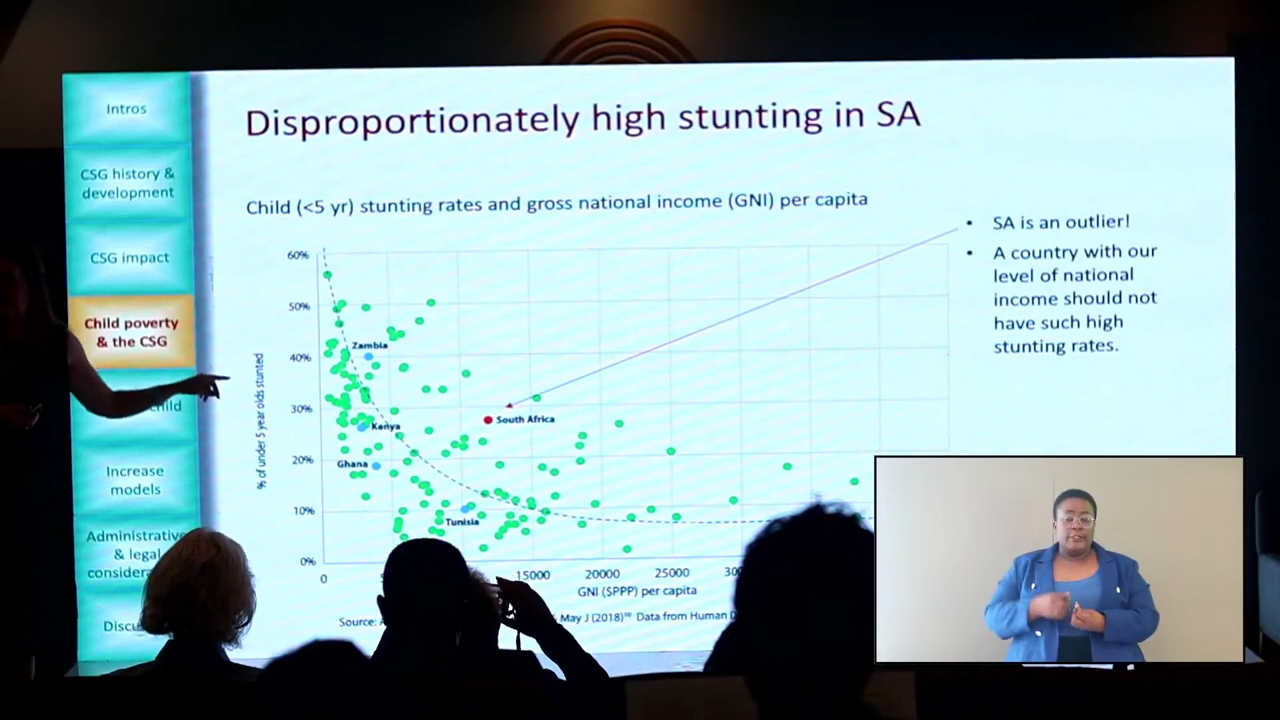 Intros
CSG history &
development
CSG impact
Child poverty
& the CSG
child
Increase
models
Administrative
& legal
Disproportionately high stunting in SA
Child (<5 yr) stunting rates and gross national income (GNI) per capita
• SA is an outlier!
• A country with our
level of national
income should not
have such high
stunting rates.
% of under 5 year olds stunted
60%
50%
40%
30%
20%
10%
0%
Zambia
Kenya
Ghana
Tunisia
South Africa
0
15000
20000
25000
GNI ($PPP) per capita
Source:
May J (2018)¹⁰ Data from Human